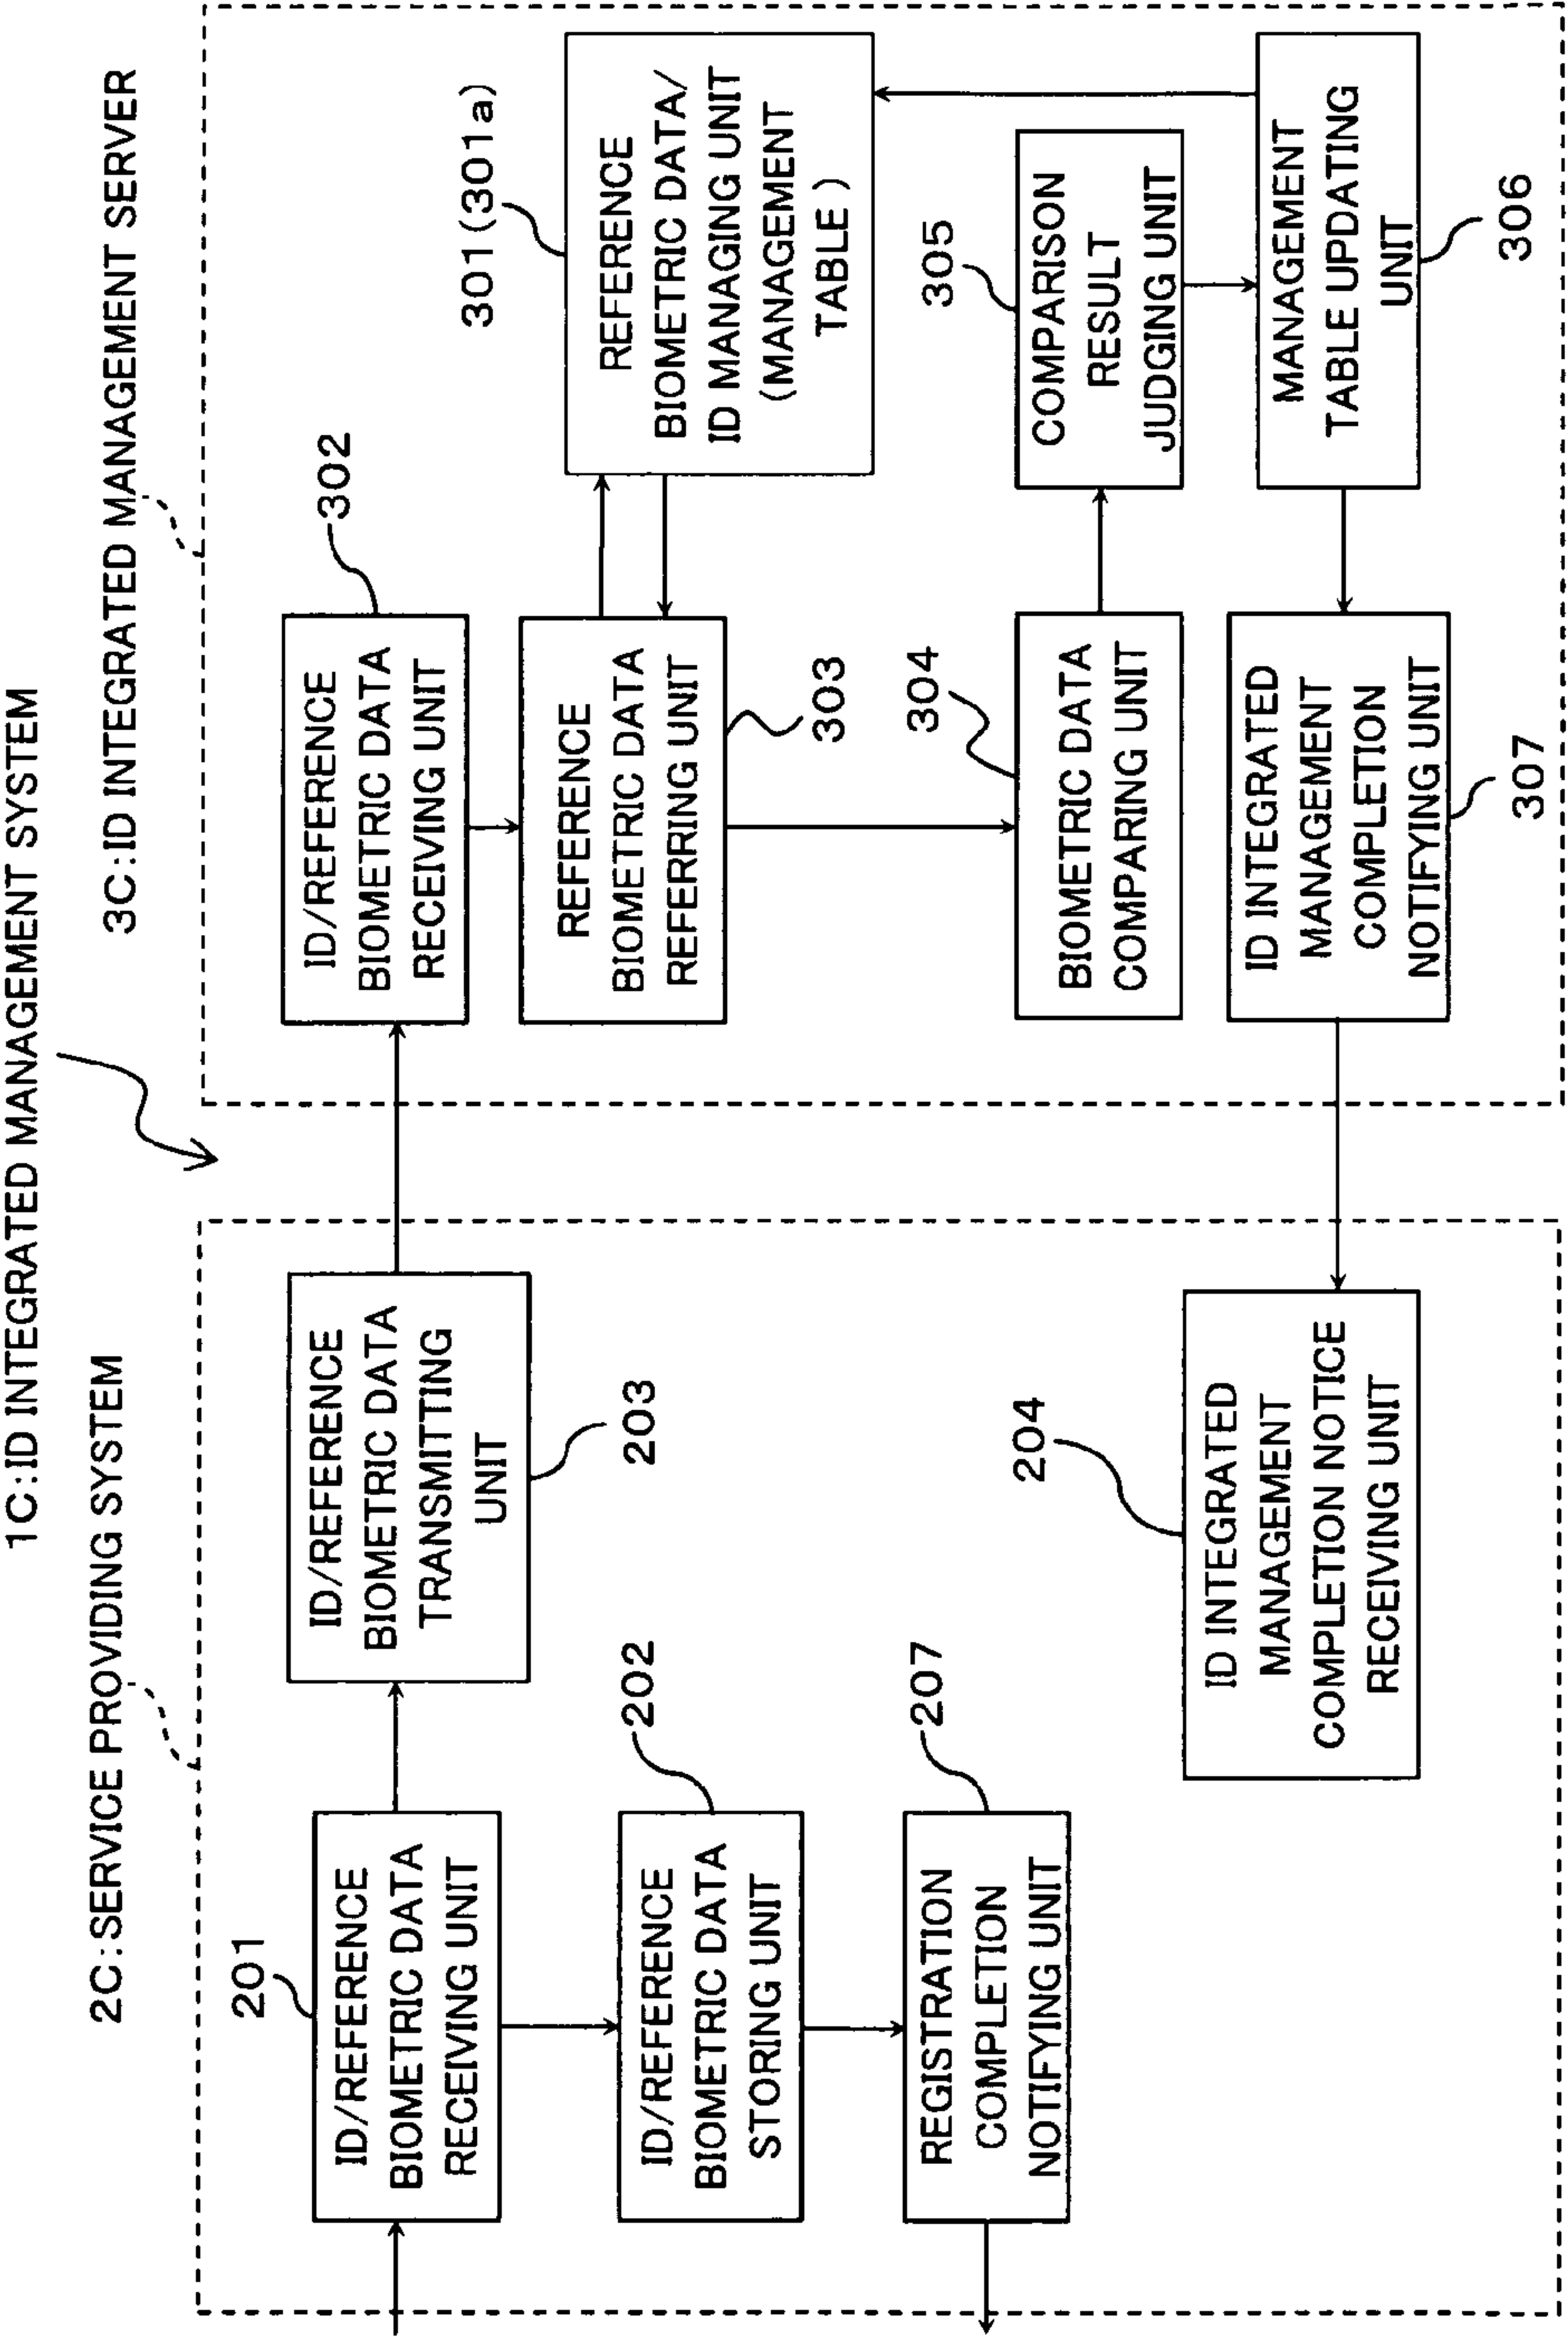 1C:ID INTEGRATED MANAGEMENT SYSTEM
2C:SERVICE PROVIDING SYSTEM
3C:ID INTEGRATED MANAGEMENT SERVER
201
ID/REFERENCE
BIOMETRIC DATA
RECEIVING UNIT
ID/REFERENCE
BIOMETRIC DATA
TRANSMITTING
UNIT
203
202
ID/REFERENCE
BIOMETRIC DATA
STORING UNIT
207
REGISTRATION
COMPLETION
NOTIFYING UNIT
204
ID INTEGRATED
MANAGEMENT
COMPLETION NOTICE
RECEIVING UNIT
302
ID/REFERENCE
BIOMETRIC DATA
RECEIVING UNIT
301(301a)
REFERENCE
BIOMETRIC DATA/
ID MANAGING UNIT
(MANAGEMENT
TABLE )
REFERENCE
BIOMETRIC DATA
REFERRING UNIT
303
304
BIOMETRIC DATA
COMPARING UNIT
305
COMPARISON
RESULT
JUDGING UNIT
MANAGEMENT
TABLE UPDATING
UNIT
306
ID INTEGRATED
MANAGEMENT
COMPLETION
NOTIFYING UNIT
307